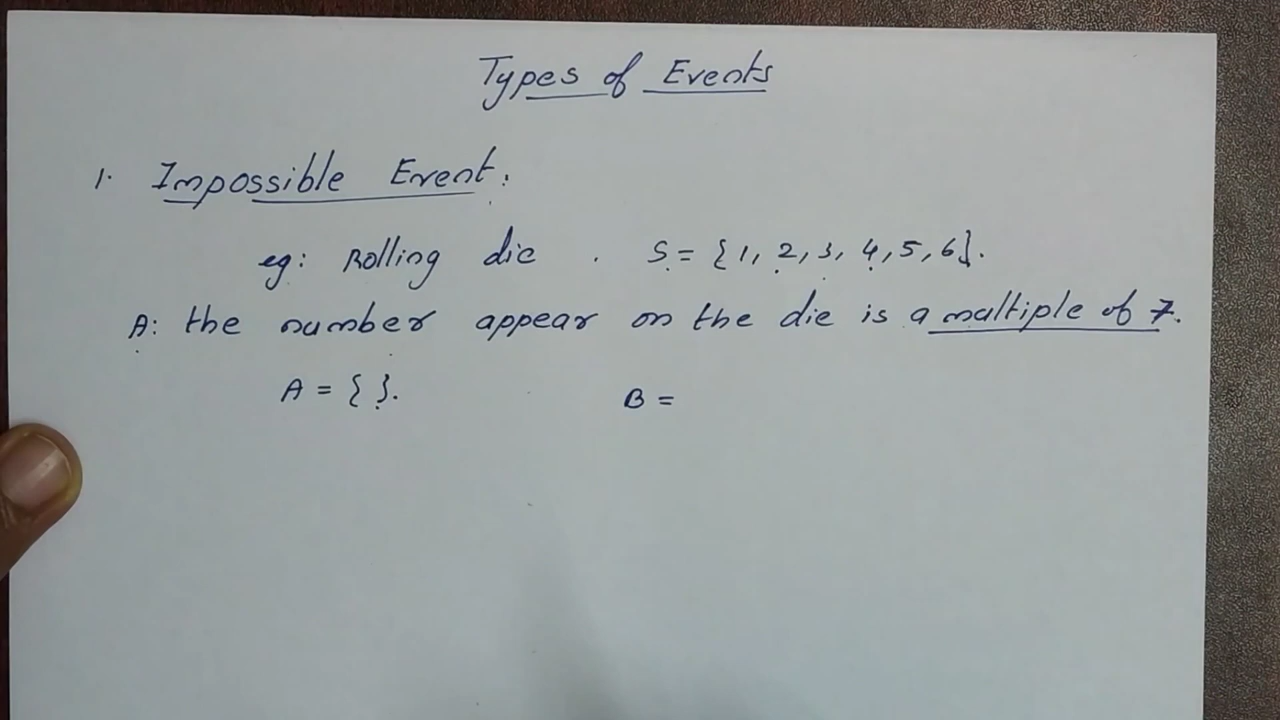 Types of Events
1. Impossible Event:
eg: Rolling die . S = {1, 2, 3, 4, 5, 6}.
A: the number appear on the die is a multiple of 7.
A = { }. B =